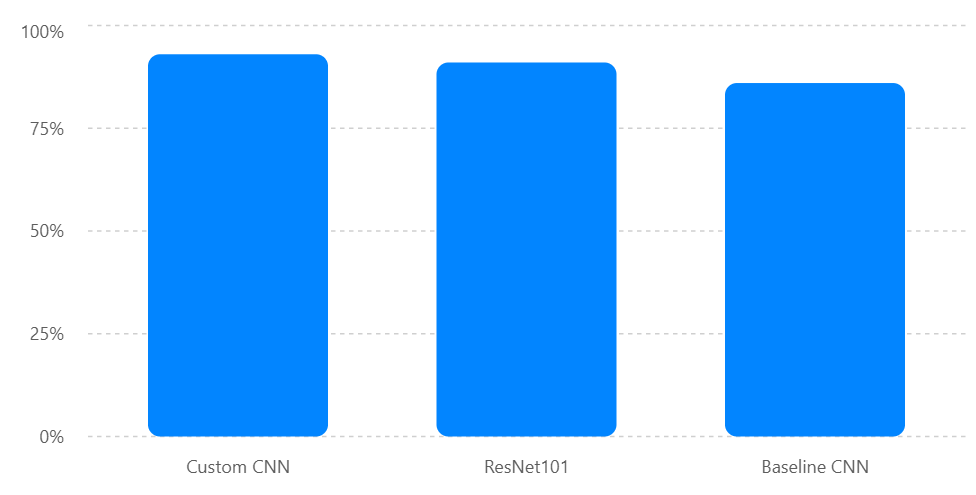 100%
75%
50%
25%
0%
Custom CNN
ResNet101
Baseline CNN